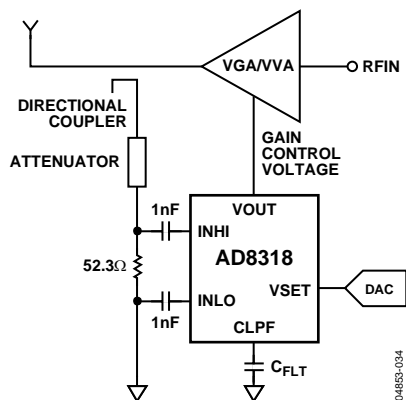 VGA/VVA
RFIN
DIRECTIONAL
COUPLER
ATTENUATOR
GAIN
CONTROL
VOLTAGE
1nF
VOUT
INHI
AD8318
52.3Ω
VSET
DAC
1nF
INLO
CLPF
CFLT
04853-034